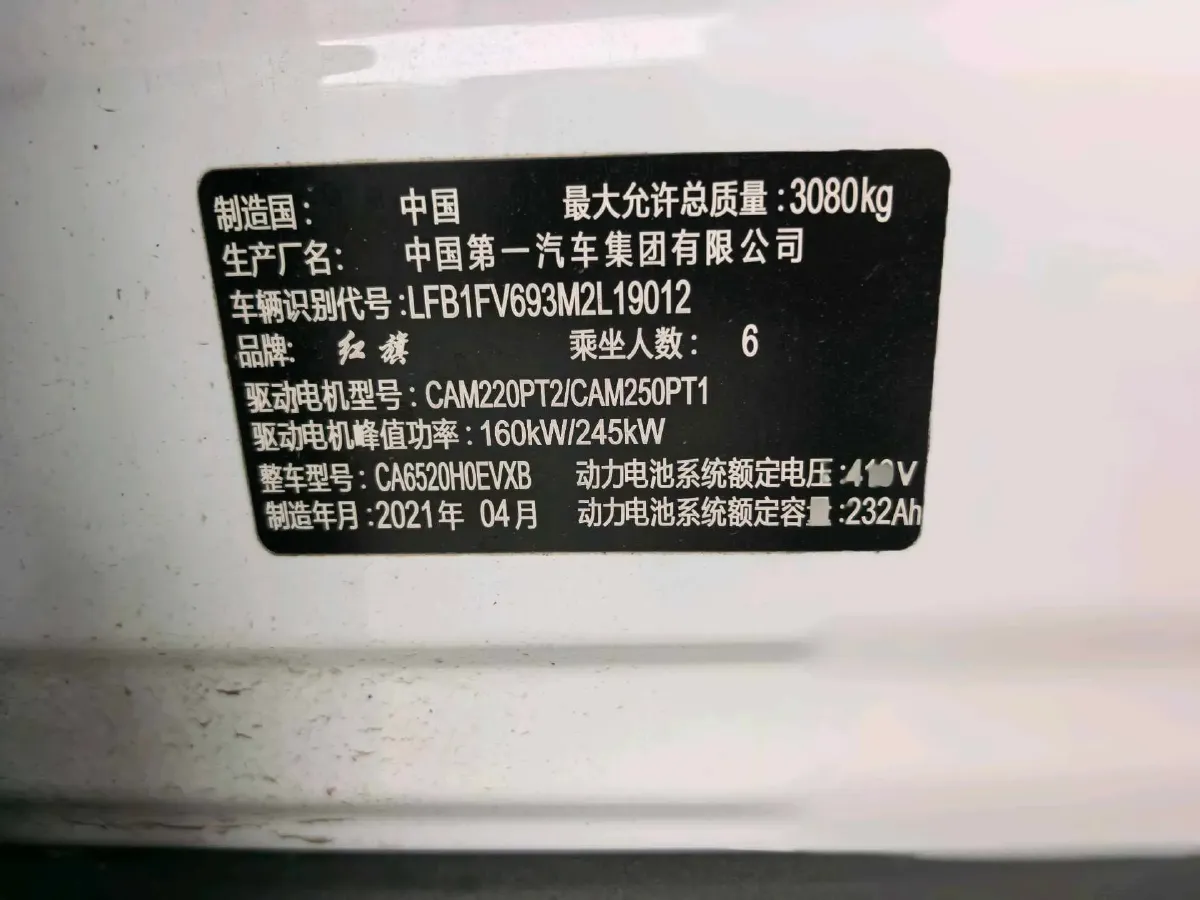 制造国： 中国 最大允许总质量:3080kg
生产厂名： 中国第一汽车集团有限公司
车辆识别代号:LFB1FV693M2L19012
品牌: 红旗 乘坐人数： 6
驱动电机型号：CAM220PT2/CAM250PT1
驱动电机峰值功率：160kW/245kW
整车型号：CA6520H0EVXB 动力电池系统额定电压:
制造年月:2021年 04月 动力电池系统额定容量:232Ah